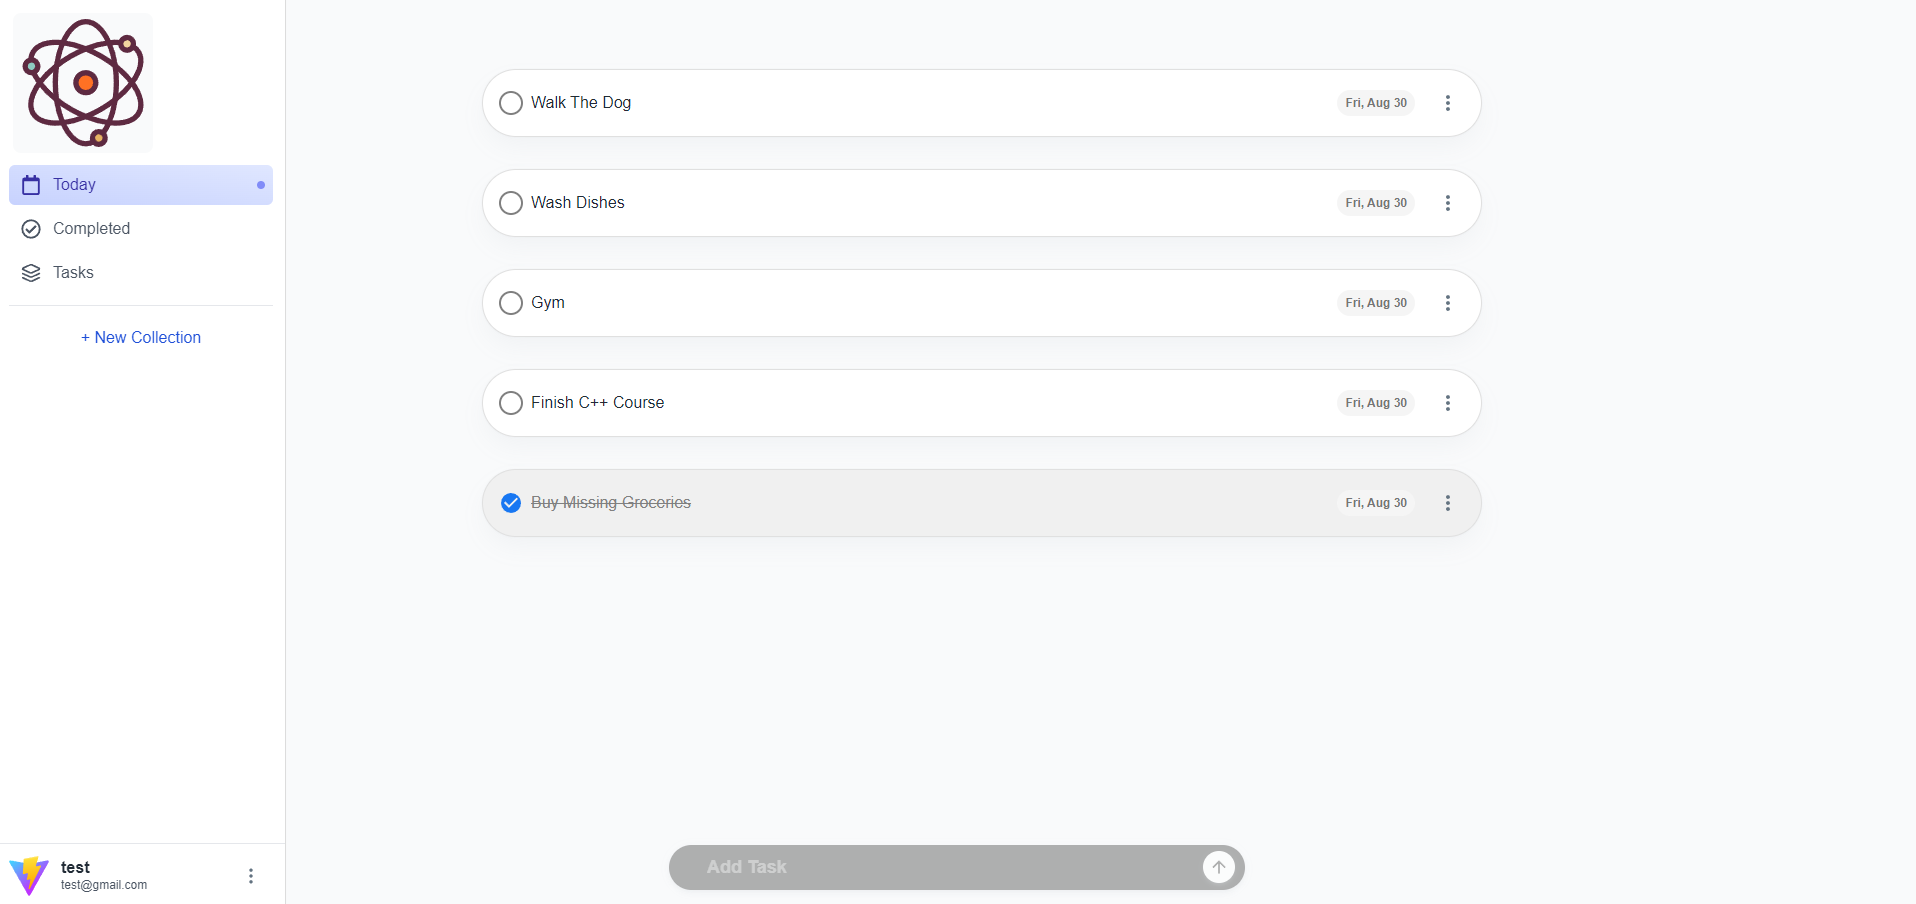 Today
Completed
Tasks
+ New Collection
test
test@gmail.com
Walk The Dog Fri, Aug 30
Wash Dishes Fri, Aug 30
Gym Fri, Aug 30
Finish C++ Course Fri, Aug 30
Buy Missing Groceries Fri, Aug 30
Add Task